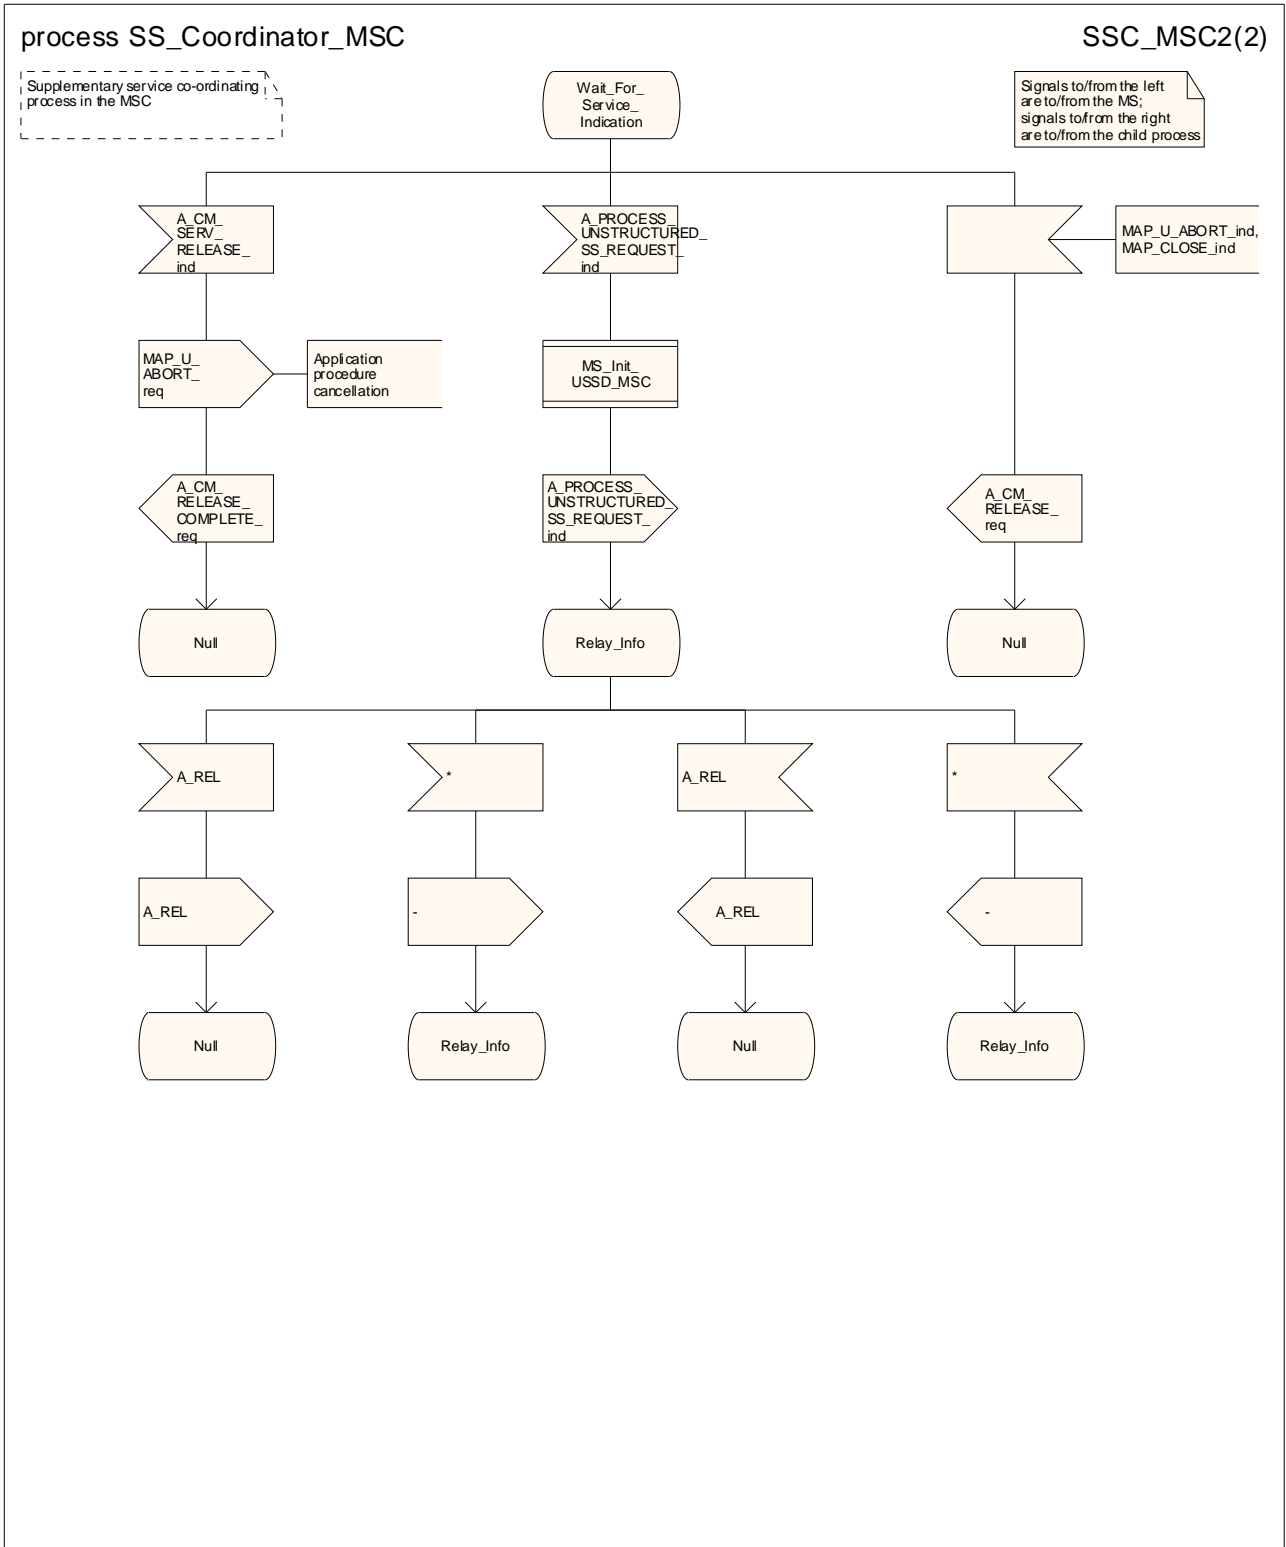 process SS_Coordinator_MSC
SSC_MSC2(2)
Supplementary service co-ordinating
process in the MSC
Wait_For_
Service_
Indication
Signals to/from the left
are to/from the MS;
signals to/from the right
are to/from the child process
A_CM_
SERV_
RELEASE_
ind
A_PROCESS_
UNSTRUCTURED_
SS_REQUEST_
ind
MAP_U_ABORT_ind,
MAP_CLOSE_ind
MAP_U_
ABORT_
req
Application
procedure
cancellation
MS_Init_
USSD_MSC
A_CM_
RELEASE_
COMPLETE_
req
A_PROCESS_
UNSTRUCTURED_
SS_REQUEST_
ind
A_CM_
RELEASE_
req
Null
Relay_Info
Null
A_REL
*
A_REL
*
A_REL
-
A_REL
-
Null
Relay_Info
Null
Relay_Info